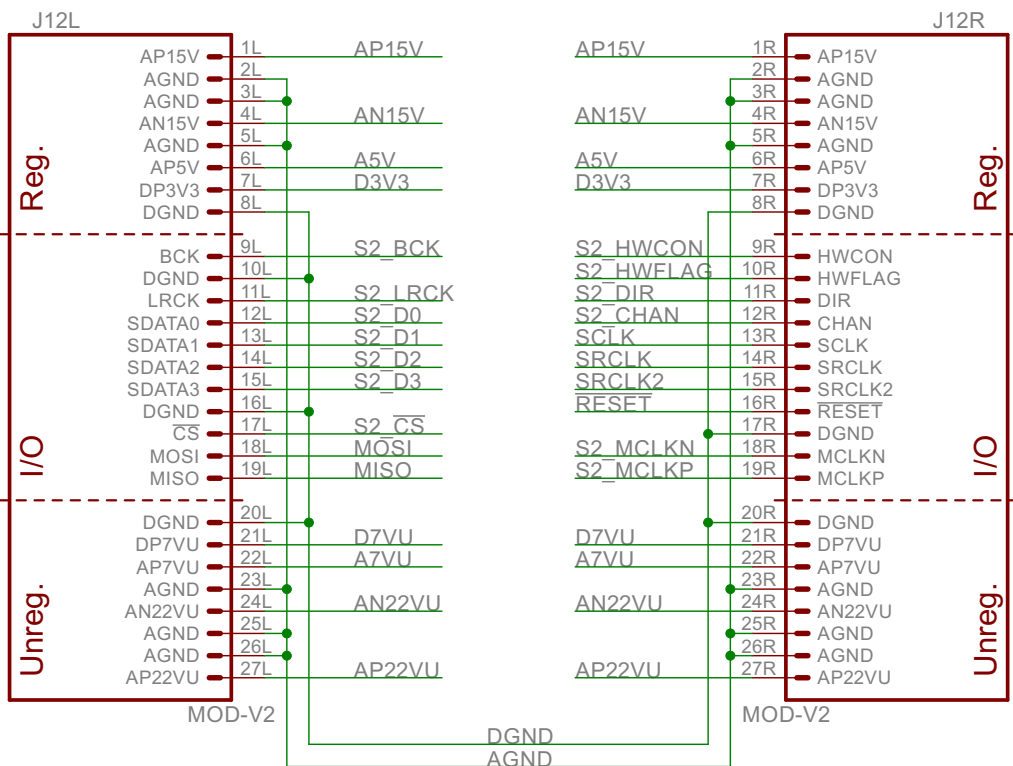 J12L J12R
AP15V 1L AP15V AP15V 1R AP15V
AGND 2L 2R AGND
AGND 3L 3R AGND
AN15V 4L AN15V AN15V 4R AN15V
AGND 5L 5R AGND
AP5V 6L A5V A5V 6R AP5V
DP3V3 7L D3V3 D3V3 7R DP3V3
DGND 8L 8R DGND
Reg. Reg.
BCK 9L S2_BCK S2_HWCON 9R HWCON
DGND 10L S2_HWFLAG 10R HWFLAG
LRCK 11L S2_LRCK S2_DIR 11R DIR
SDATA0 12L S2_D0 S2_CHAN 12R CHAN
SDATA1 13L S2_D1 SCLK 13R SCLK
SDATA2 14L S2_D2 SRCLK 14R SRCLK
SDATA3 15L S2_D3 SRCLK2 15R SRCLK2
DGND 16L RESET 16R RESET
CS 17L S2_CS 17R DGND
MOSI 18L MOSI S2_MCLKN 18R MCLKN
MISO 19L MISO S2_MCLKP 19R MCLKP
I/O I/O
DGND 20L 20R DGND
DP7VU 21L D7VU D7VU 21R DP7VU
AP7VU 22L A7VU A7VU 22R AP7VU
AGND 23L 23R AGND
AN22VU 24L AN22VU AN22VU 24R AN22VU
AGND 25L 25R AGND
AGND 26L 26R AGND
AP22VU 27L AP22VU AP22VU 27R AP22VU
Unreg. Unreg.
MOD-V2 MOD-V2
DGND
AGND